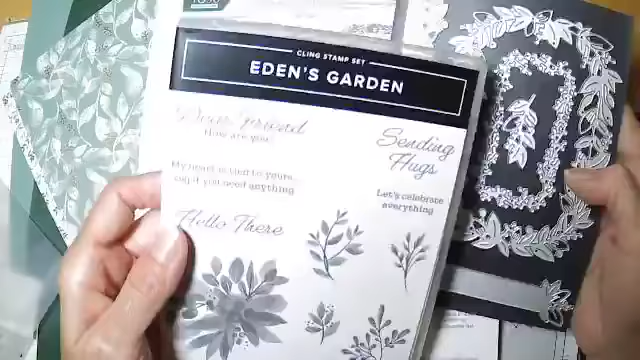 CLING STAMP SET
EDEN'S GARDEN
Dear Friend
How are you?
Sending
Hugs
My heart is tied to yours...
tug if you need anything
Let's celebrate
everything
Hello There